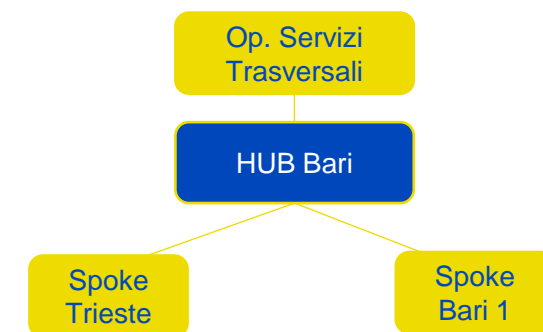 Op. Servizi
Trasversali
HUB Bari
Spoke
Trieste
Spoke
Bari 1